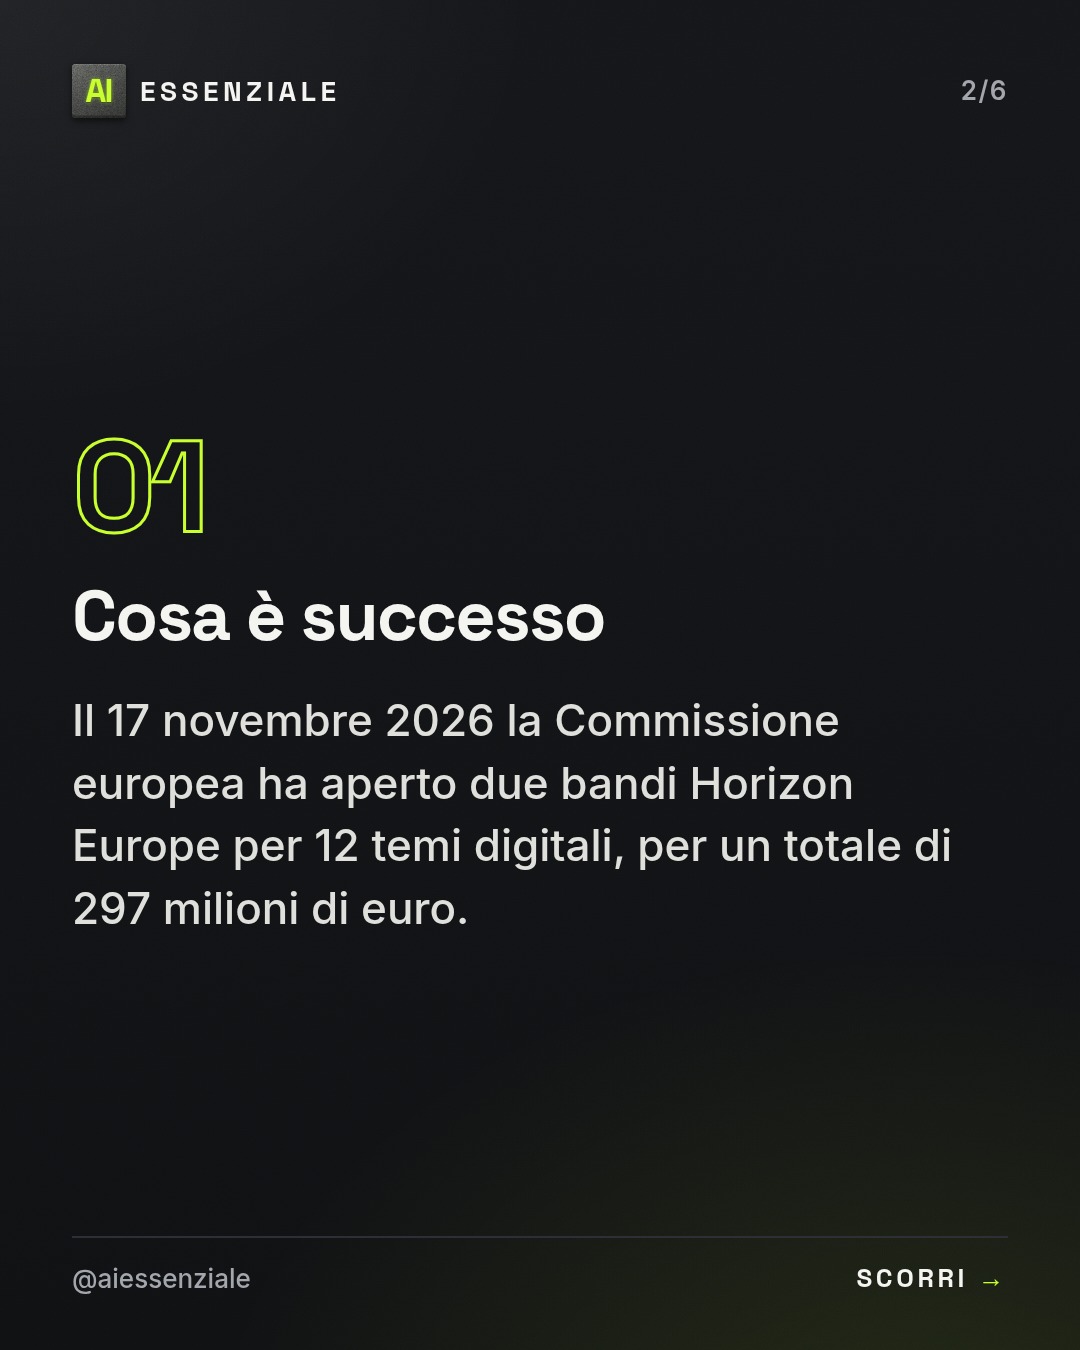 AI ESSENZIALE
2/6
01
Cosa è successo
Il 17 novembre 2026 la Commissione
europea ha aperto due bandi Horizon
Europe per 12 temi digitali, per un totale di
297 milioni di euro.
@aiessenziale
SCORRI →